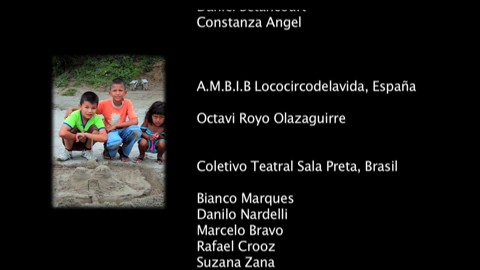 Constanza Angel
A.M.B.I.B Lococircodelavida, España
Octavi Royo Olazaguirre
Coletivo Teatral Sala Preta, Brasil
Bianco Marques
Danilo Nardelli
Marcelo Bravo
Rafael Crooz
Suzana Zana